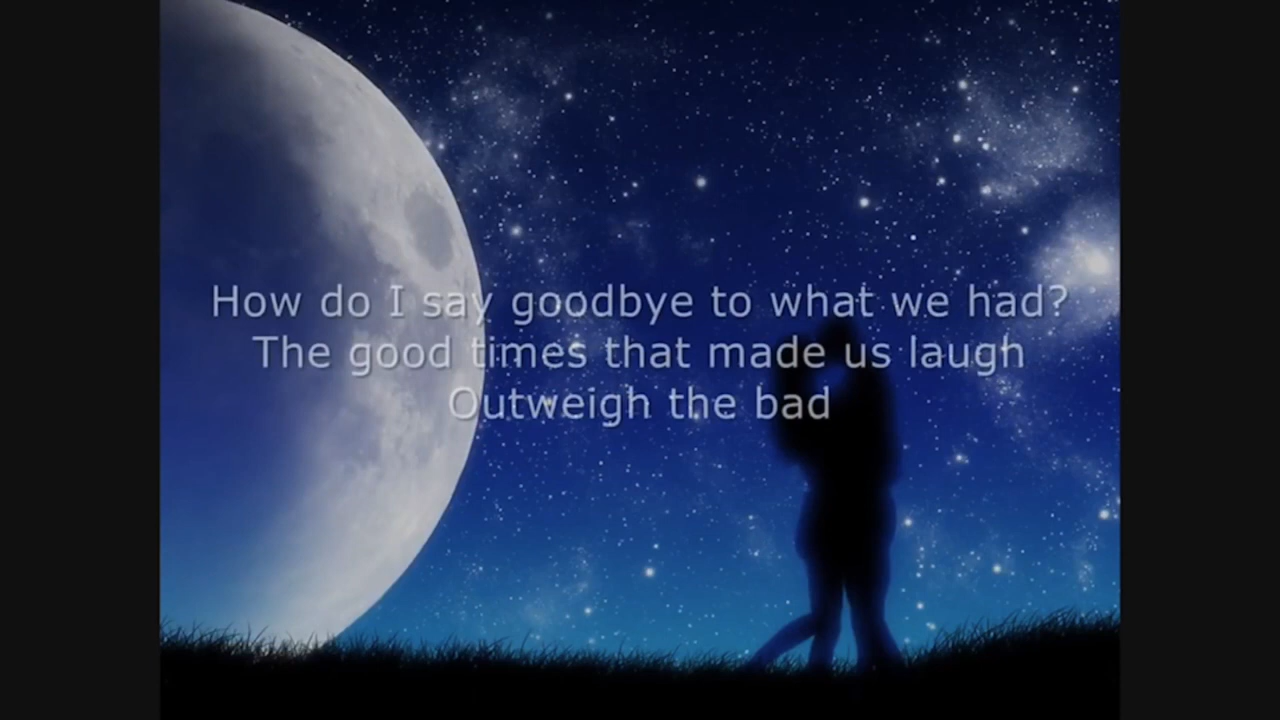 How do I say goodbye to what we had?
The good times that made us laugh
Outweigh the bad